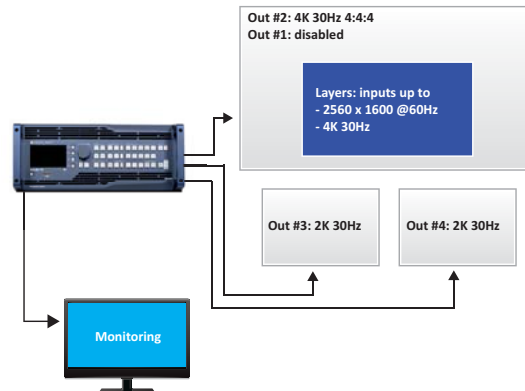 Out #2: 4K 30Hz 4:4:4
Out #1: disabled
Layers: inputs up to
- 2560 x 1600 @60Hz
- 4K 30Hz
Out #3: 2K 30Hz
Out #4: 2K 30Hz
Monitoring